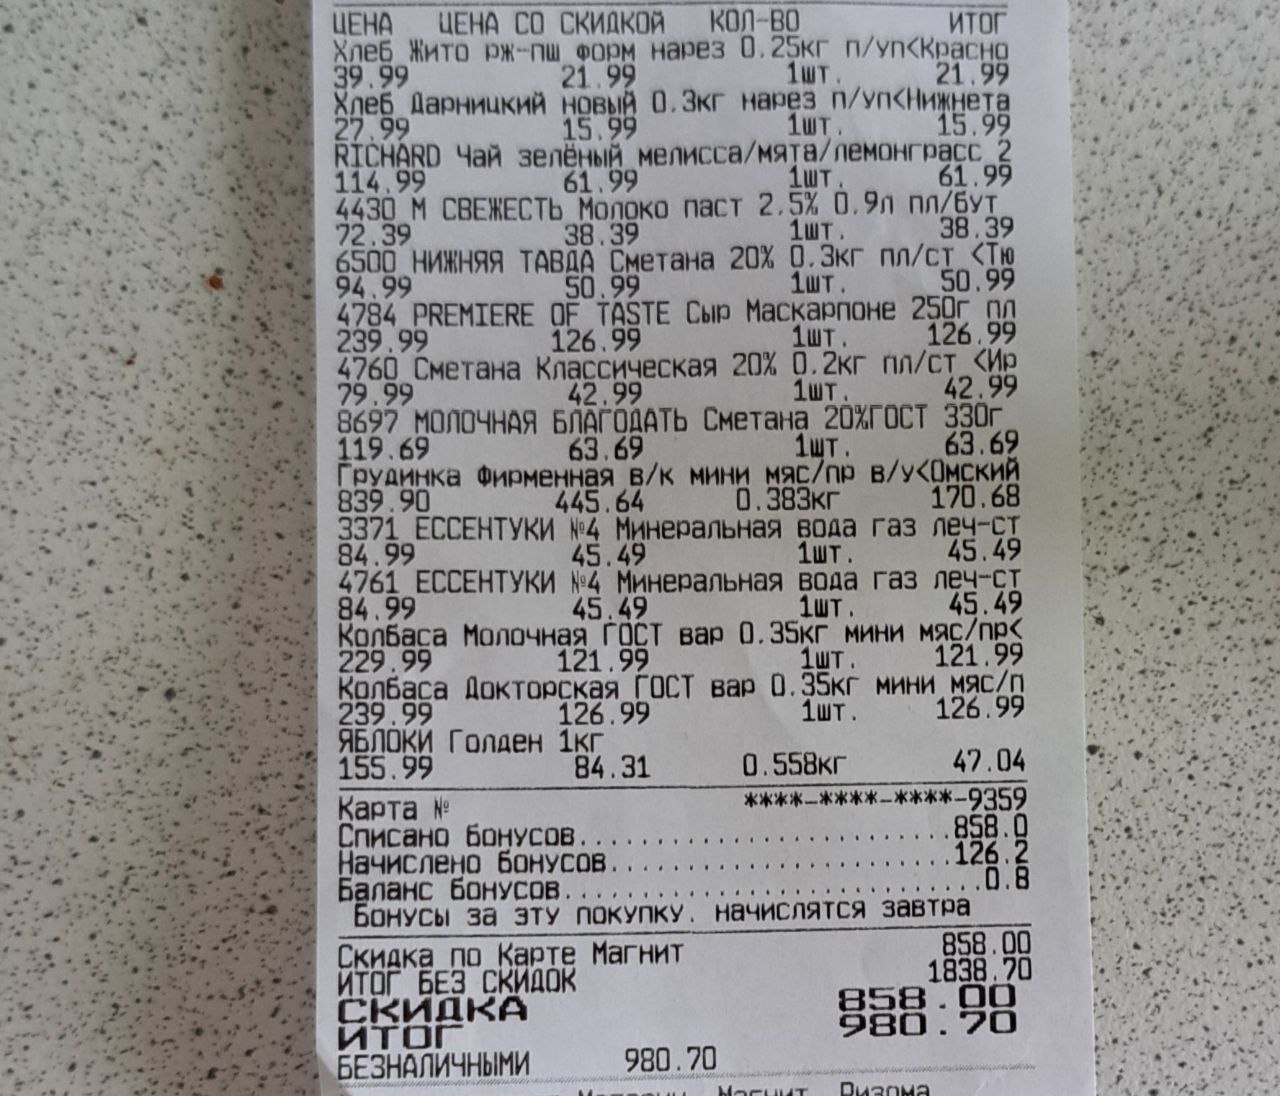 ЦЕНА ЦЕНА СО СКИДКОЙ КОЛ-ВО ИТОГ
Хлеб Жито рж-пш форм нарез 0.25кг п/уп<Красно
39.99 21.99 1шт. 21.99
Хлеб Дарницкий новый 0.3кг нарез п/уп<Нижнета
27.99 15.99 1шт. 15.99
RICHARD Чай зелёный мелисса/мята/лемонграсс 2
114.99 61.99 1шт. 61.99
4430 М СВЕЖЕСТЬ Молоко паст 2.5% 0.9л пл/бут
72.39 38.39 1шт. 38.39
6500 НИЖНЯЯ ТАВДА Сметана 20% 0.3кг пл/ст <Тю
94.99 50.99 1шт. 50.99
4784 PREMIERE OF TASTE Сыр Маскарпоне 250г пл
239.99 126.99 1шт. 126.99
4760 Сметана Классическая 20% 0.2кг пл/ст <Ир
79.99 42.99 1шт. 42.99
8697 МОЛОЧНАЯ БЛАГОДАТЬ Сметана 20%ГОСТ 330г
119.69 63.69 1шт. 63.69
Грудинка Фирменная в/к мини мяс/пр в/у<Омский
839.90 445.64 0.383кг 170.68
3371 ЕССЕНТУКИ №4 Минеральная вода газ леч-ст
84.99 45.49 1шт. 45.49
4761 ЕССЕНТУКИ №4 Минеральная вода газ леч-ст
84.99 45.49 1шт. 45.49
Колбаса Молочная ГОСТ вар 0.35кг мини мяс/пр<
229.99 121.99 1шт. 121.99
Колбаса Докторская ГОСТ вар 0.35кг мини мяс/п
239.99 126.99 1шт. 126.99
ЯБЛОКИ Голден 1кг
155.99 84.31 0.558кг 47.04
Карта № ****-****-****-9359
Списано бонусов..............................858.0
Начислено бонусов............................126.2
Баланс бонусов.................................0.8
Бонусы за эту покупку. начислятся завтра
Скидка по Карте Магнит 858.00
ИТОГ БЕЗ СКИДОК 1838.70
СКИДКА 858.00
ИТОГ 980.70
БЕЗНАЛИЧНЫМИ 980.70